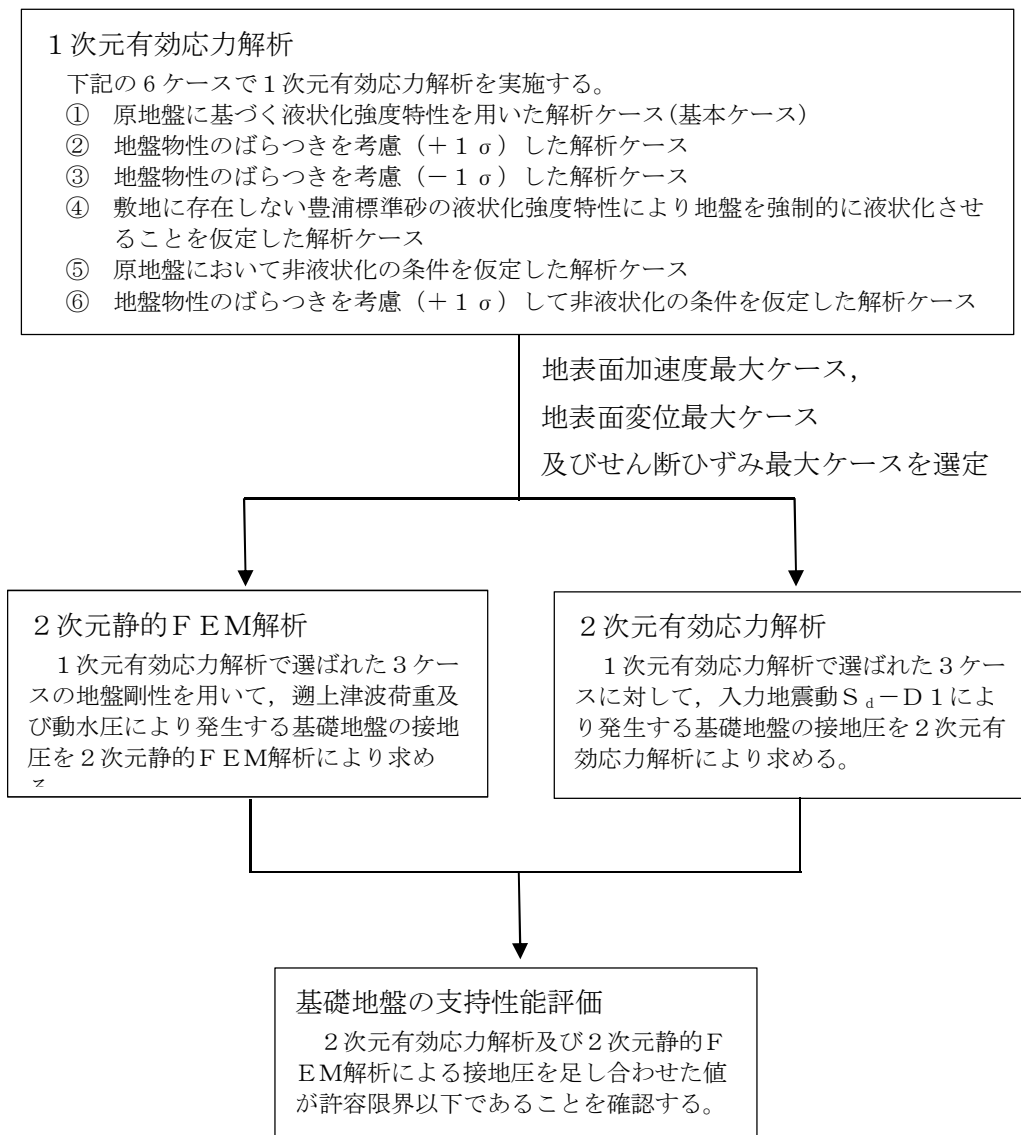 １次元有効応力解析
下記の６ケースで１次元有効応力解析を実施する。
① 原地盤に基づく液状化強度特性を用いた解析ケース(基本ケース)
② 地盤物性のばらつきを考慮（＋１σ）した解析ケース
③ 地盤物性のばらつきを考慮（－１σ）した解析ケース
④ 敷地に存在しない豊浦標準砂の液状化強度特性により地盤を強制的に液状化させ
ることを仮定した解析ケース
⑤ 原地盤において非液状化の条件を仮定した解析ケース
⑥ 地盤物性のばらつきを考慮（＋１σ）して非液状化の条件を仮定した解析ケース
地表面加速度最大ケース，
地表面変位最大ケース
及びせん断ひずみ最大ケースを選定
２次元静的ＦＥＭ解析
１次元有効応力解析で選ばれた３ケー
スの地盤剛性を用いて，遡上津波荷重及
び動水圧により発生する基礎地盤の接地
圧を２次元静的ＦＥＭ解析により求め
２次元有効応力解析
１次元有効応力解析で選ばれた３ケー
スに対して，入力地震動Ｓd－Ｄ１によ
り発生する基礎地盤の接地圧を２次元有
効応力解析により求める。
基礎地盤の支持性能評価
２次元有効応力解析及び２次元静的Ｆ
ＥＭ解析による接地圧を足し合わせた値
が許容限界以下であることを確認する。